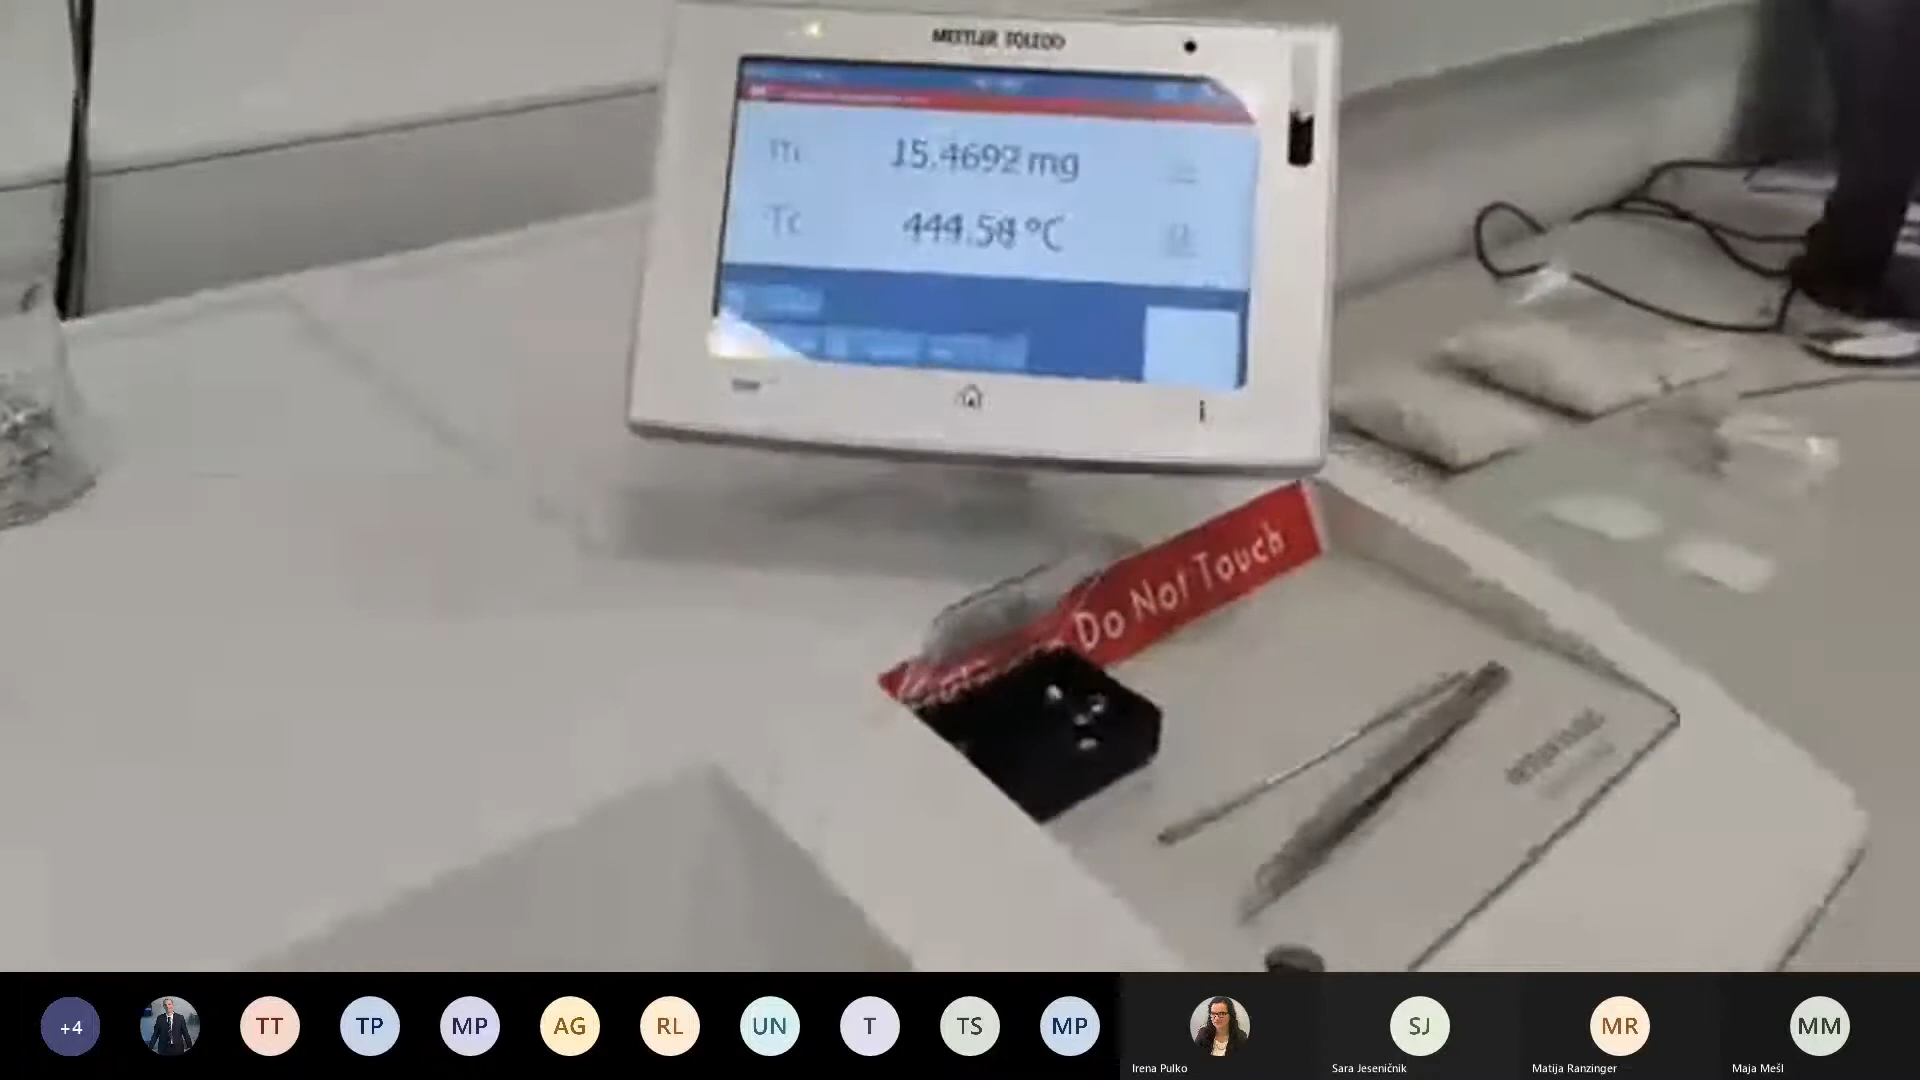 METTLER TOLEDO
15.4692 mg
Tc 444.58 °C
Do Not Touch
+4
TT
TP
MP
AG
RL
UN
T
TS
MP
SJ
MR
MM
Irena Pulko
Sara Jeseničnik
Matija Ranzinger
Maja Mešl